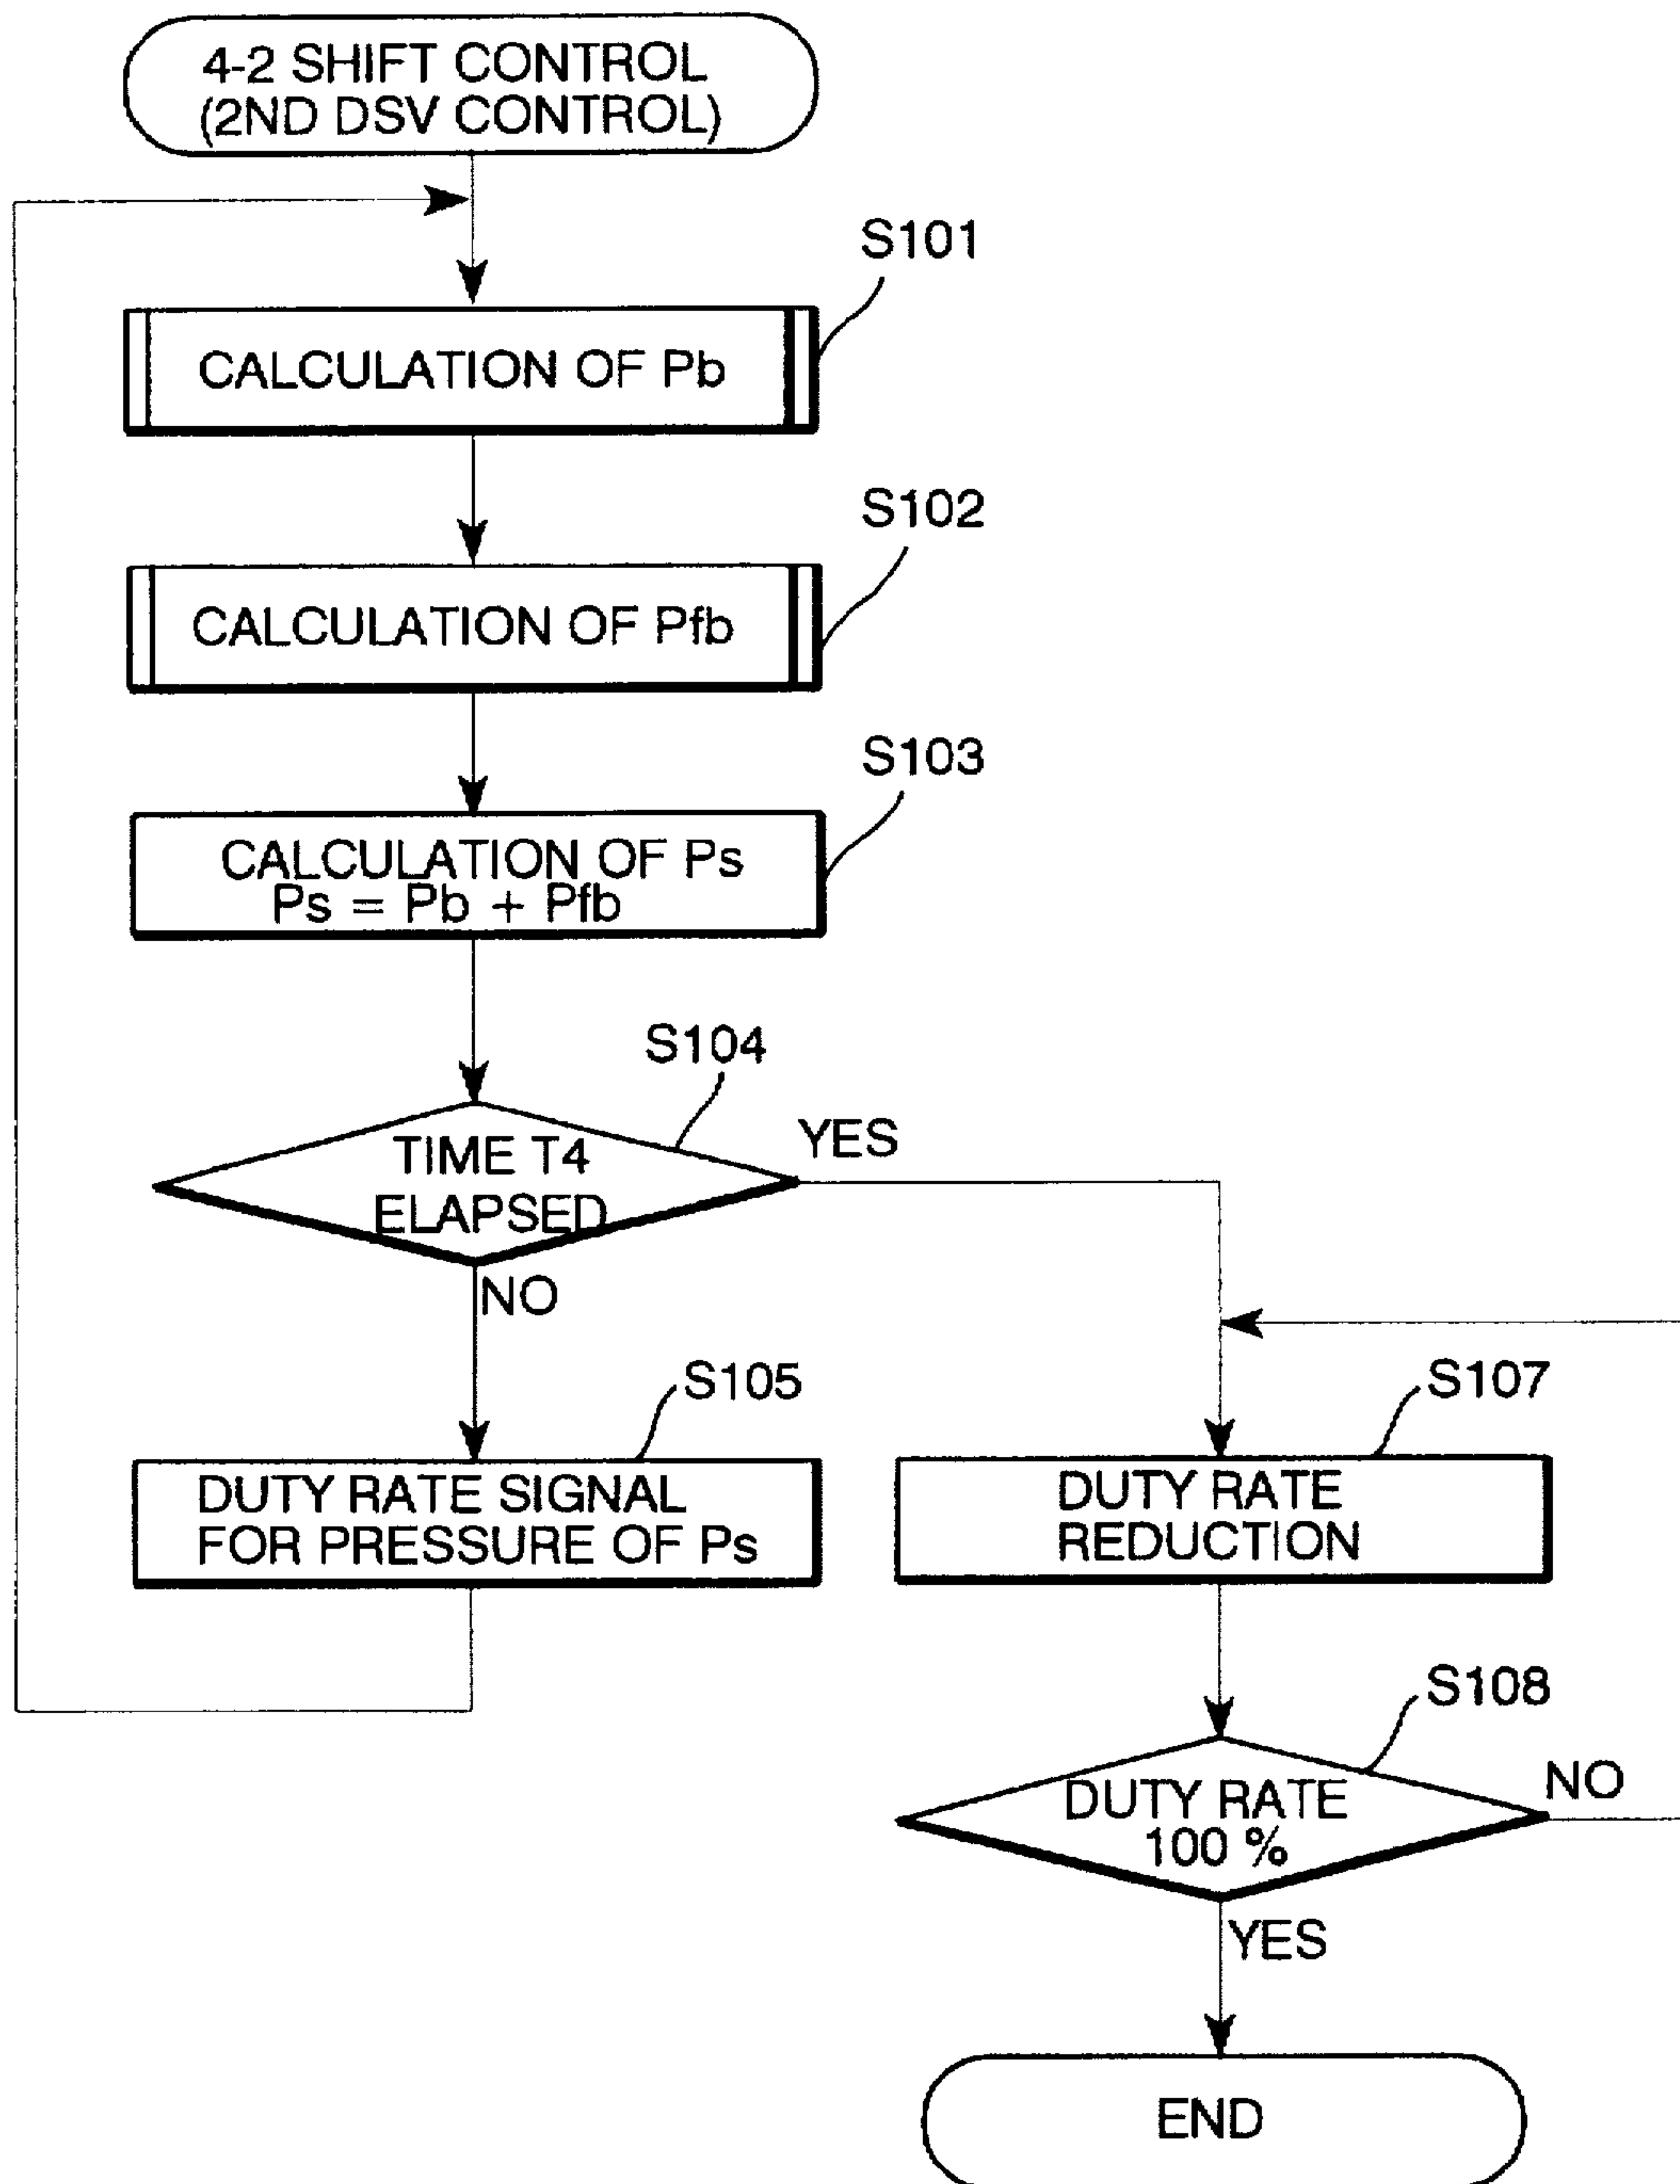 4-2 SHIFT CONTROL
(2ND DSV CONTROL)
S101
CALCULATION OF Pb
S102
CALCULATION OF Pfb
S103
CALCULATION OF Ps
Ps = Pb + Pfb
S104
TIME T4
ELAPSED
YES
NO
S105
DUTY RATE SIGNAL
FOR PRESSURE OF Ps
S107
DUTY RATE
REDUCTION
S108
DUTY RATE
100 %
NO
YES
END